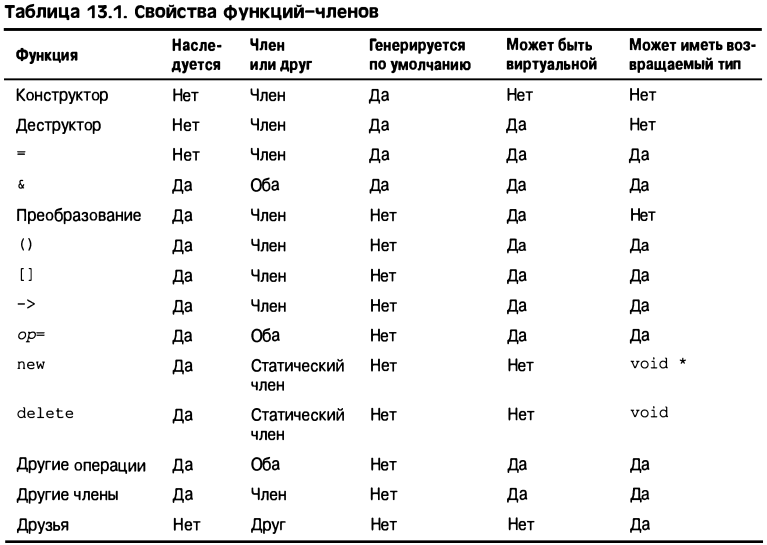 Таблица 13.1. Свойства функций-членов
Функция Насле-дуется Член или друг Генерируется по умолчанию Может быть виртуальной Может иметь воз-вращаемый тип
Конструктор Нет Член Да Нет Нет
Деструктор Нет Член Да Да Нет
= Нет Член Да Да Да
& Да Оба Да Да Да
Преобразование Да Член Нет Да Нет
() Да Член Нет Да Да
[] Да Член Нет Да Да
-> Да Член Нет Да Да
op= Да Оба Нет Да Да
new Да Статический член Нет Нет void *
delete Да Статический член Нет Нет void
Другие операции Да Оба Нет Да Да
Другие члены Да Член Нет Да Да
Друзья Нет Друг Нет Нет Да